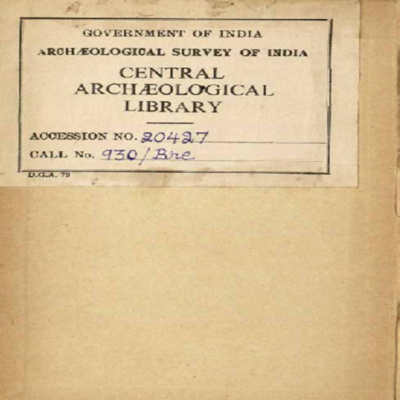 GOVERNMENT OF INDIA
ARCHÆOLOGICAL SURVEY OF INDIA
CENTRAL
ARCHÆOLOGICAL
LIBRARY
ACCESSION NO. 20427
CALL No. 930/Bre
D.G.A. 79